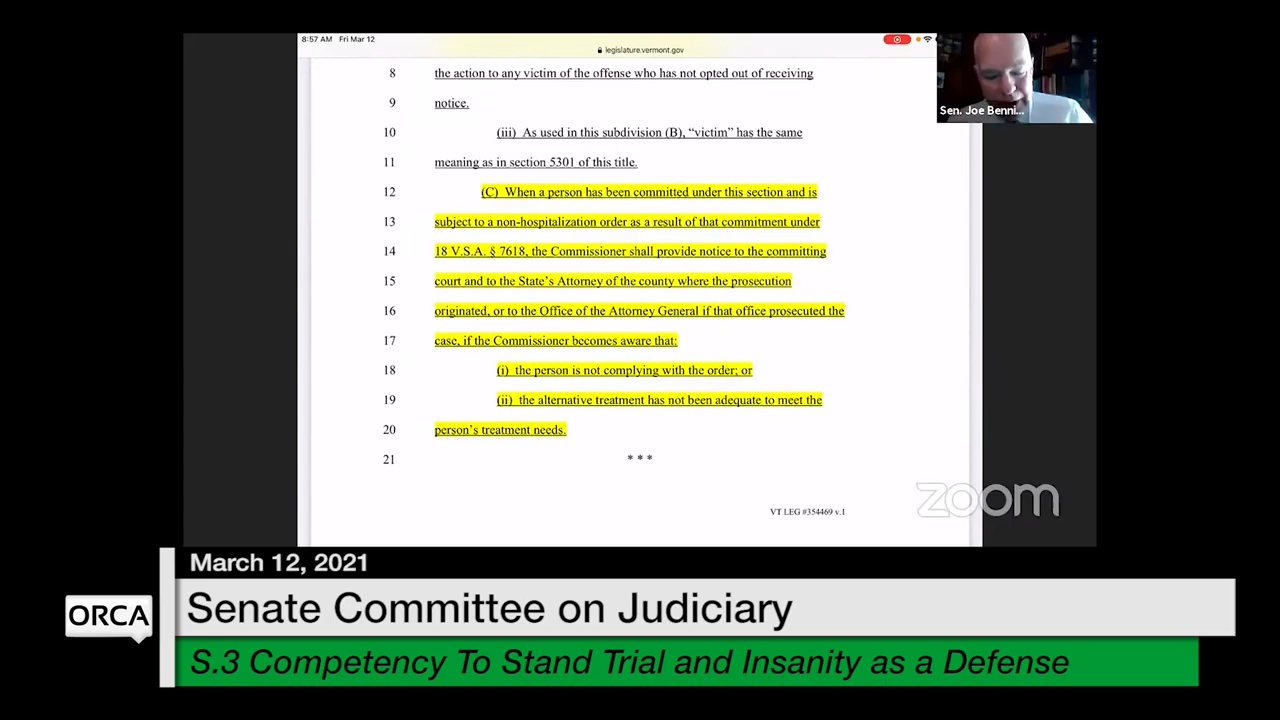 8:57 AM Fri Mar 12
legislature.vermont.gov
8 the action to any victim of the offense who has not opted out of receiving
9 notice.
10 (iii) As used in this subdivision (B), “victim” has the same
11 meaning as in section 5301 of this title.
12 (C) When a person has been committed under this section and is
13 subject to a non-hospitalization order as a result of that commitment under
14 18 V.S.A. § 7618, the Commissioner shall provide notice to the committing
15 court and to the State’s Attorney of the county where the prosecution
16 originated, or to the Office of the Attorney General if that office prosecuted the
17 case, if the Commissioner becomes aware that:
18 (i) the person is not complying with the order; or
19 (ii) the alternative treatment has not been adequate to meet the
20 person’s treatment needs.
21 * * *
VT LEG #354469 v.1
Sen. Joe Benni...
zoom
March 12, 2021
ORCA
Senate Committee on Judiciary
S.3 Competency To Stand Trial and Insanity as a Defense